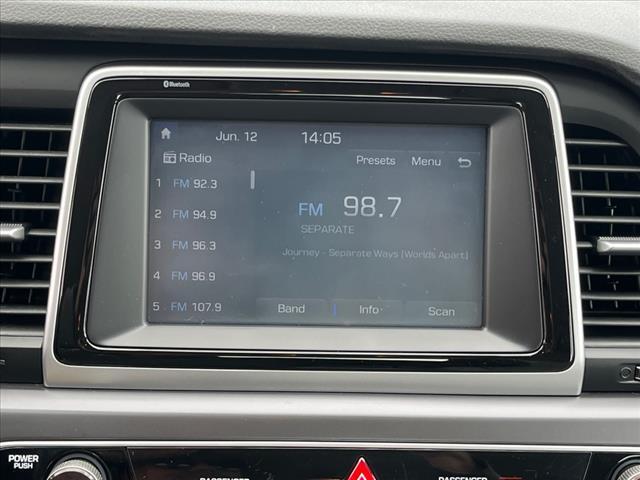 Bluetooth
Jun. 12 14:05
Radio Presets Menu
1 FM 92.3
2 FM 94.9
3 FM 96.3
4 FM 96.9
5 FM 107.9
FM 98.7
SEPARATE
Journey - Separate Ways (Worlds Apart)
Band Info Scan
POWER
PUSH
PASSENGER PASSENGER